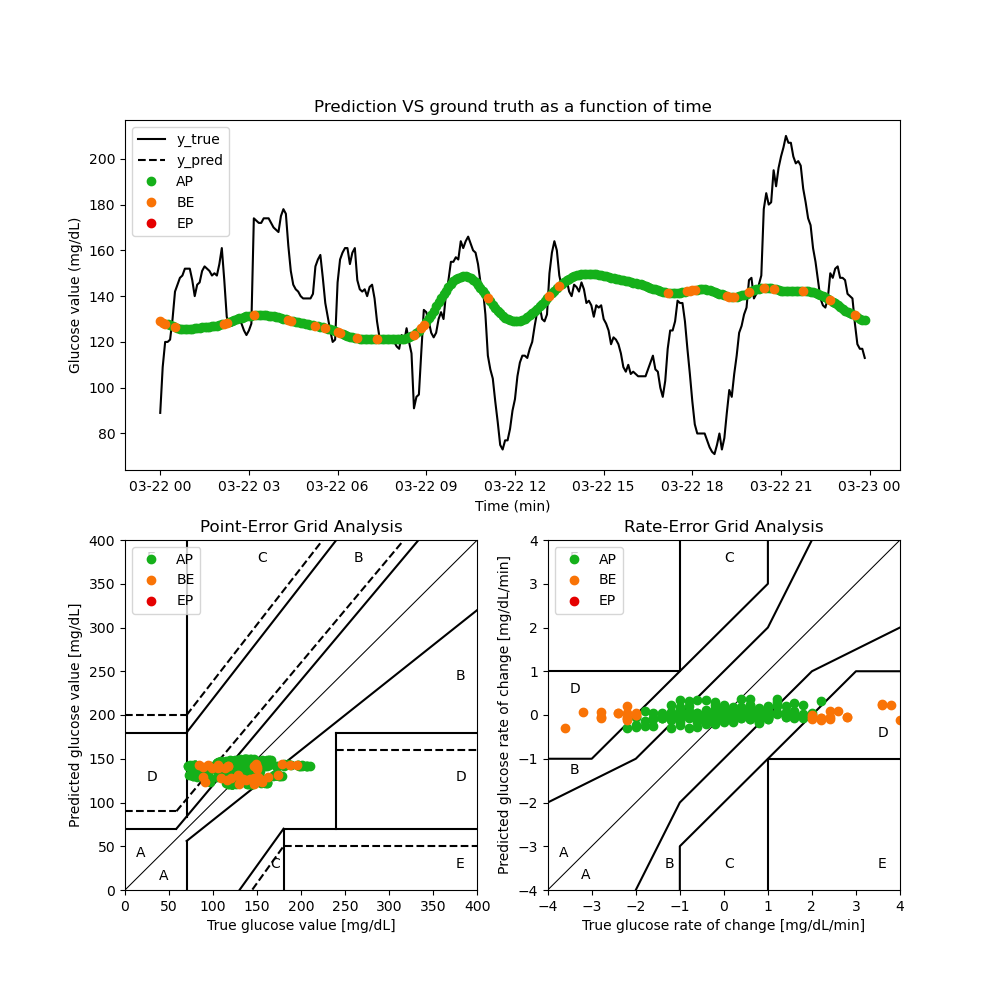 Prediction VS ground truth as a function of time
Glucose value (mg/dL)
y_true
y_pred
AP
BE
EP
200
180
160
140
120
100
80
03-22 00 03-22 03 03-22 06 03-22 09 03-22 12 03-22 15 03-22 18 03-22 21 03-23 00
Time (min)
Point-Error Grid Analysis
Predicted glucose value [mg/dL]
400
350
300
250
200
150
100
50
0
AP
BE
EP
C
B
B
D
D
A
A
C
E
0 50 100 150 200 250 300 350 400
True glucose value [mg/dL]
Rate-Error Grid Analysis
Predicted glucose rate of change [mg/dL/min]
4
3
2
1
0
−1
−2
−3
−4
AP
BE
EP
C
D
D
B
A
A
B
C
E
−4 −3 −2 −1 0 1 2 3 4
True glucose rate of change [mg/dL/min]